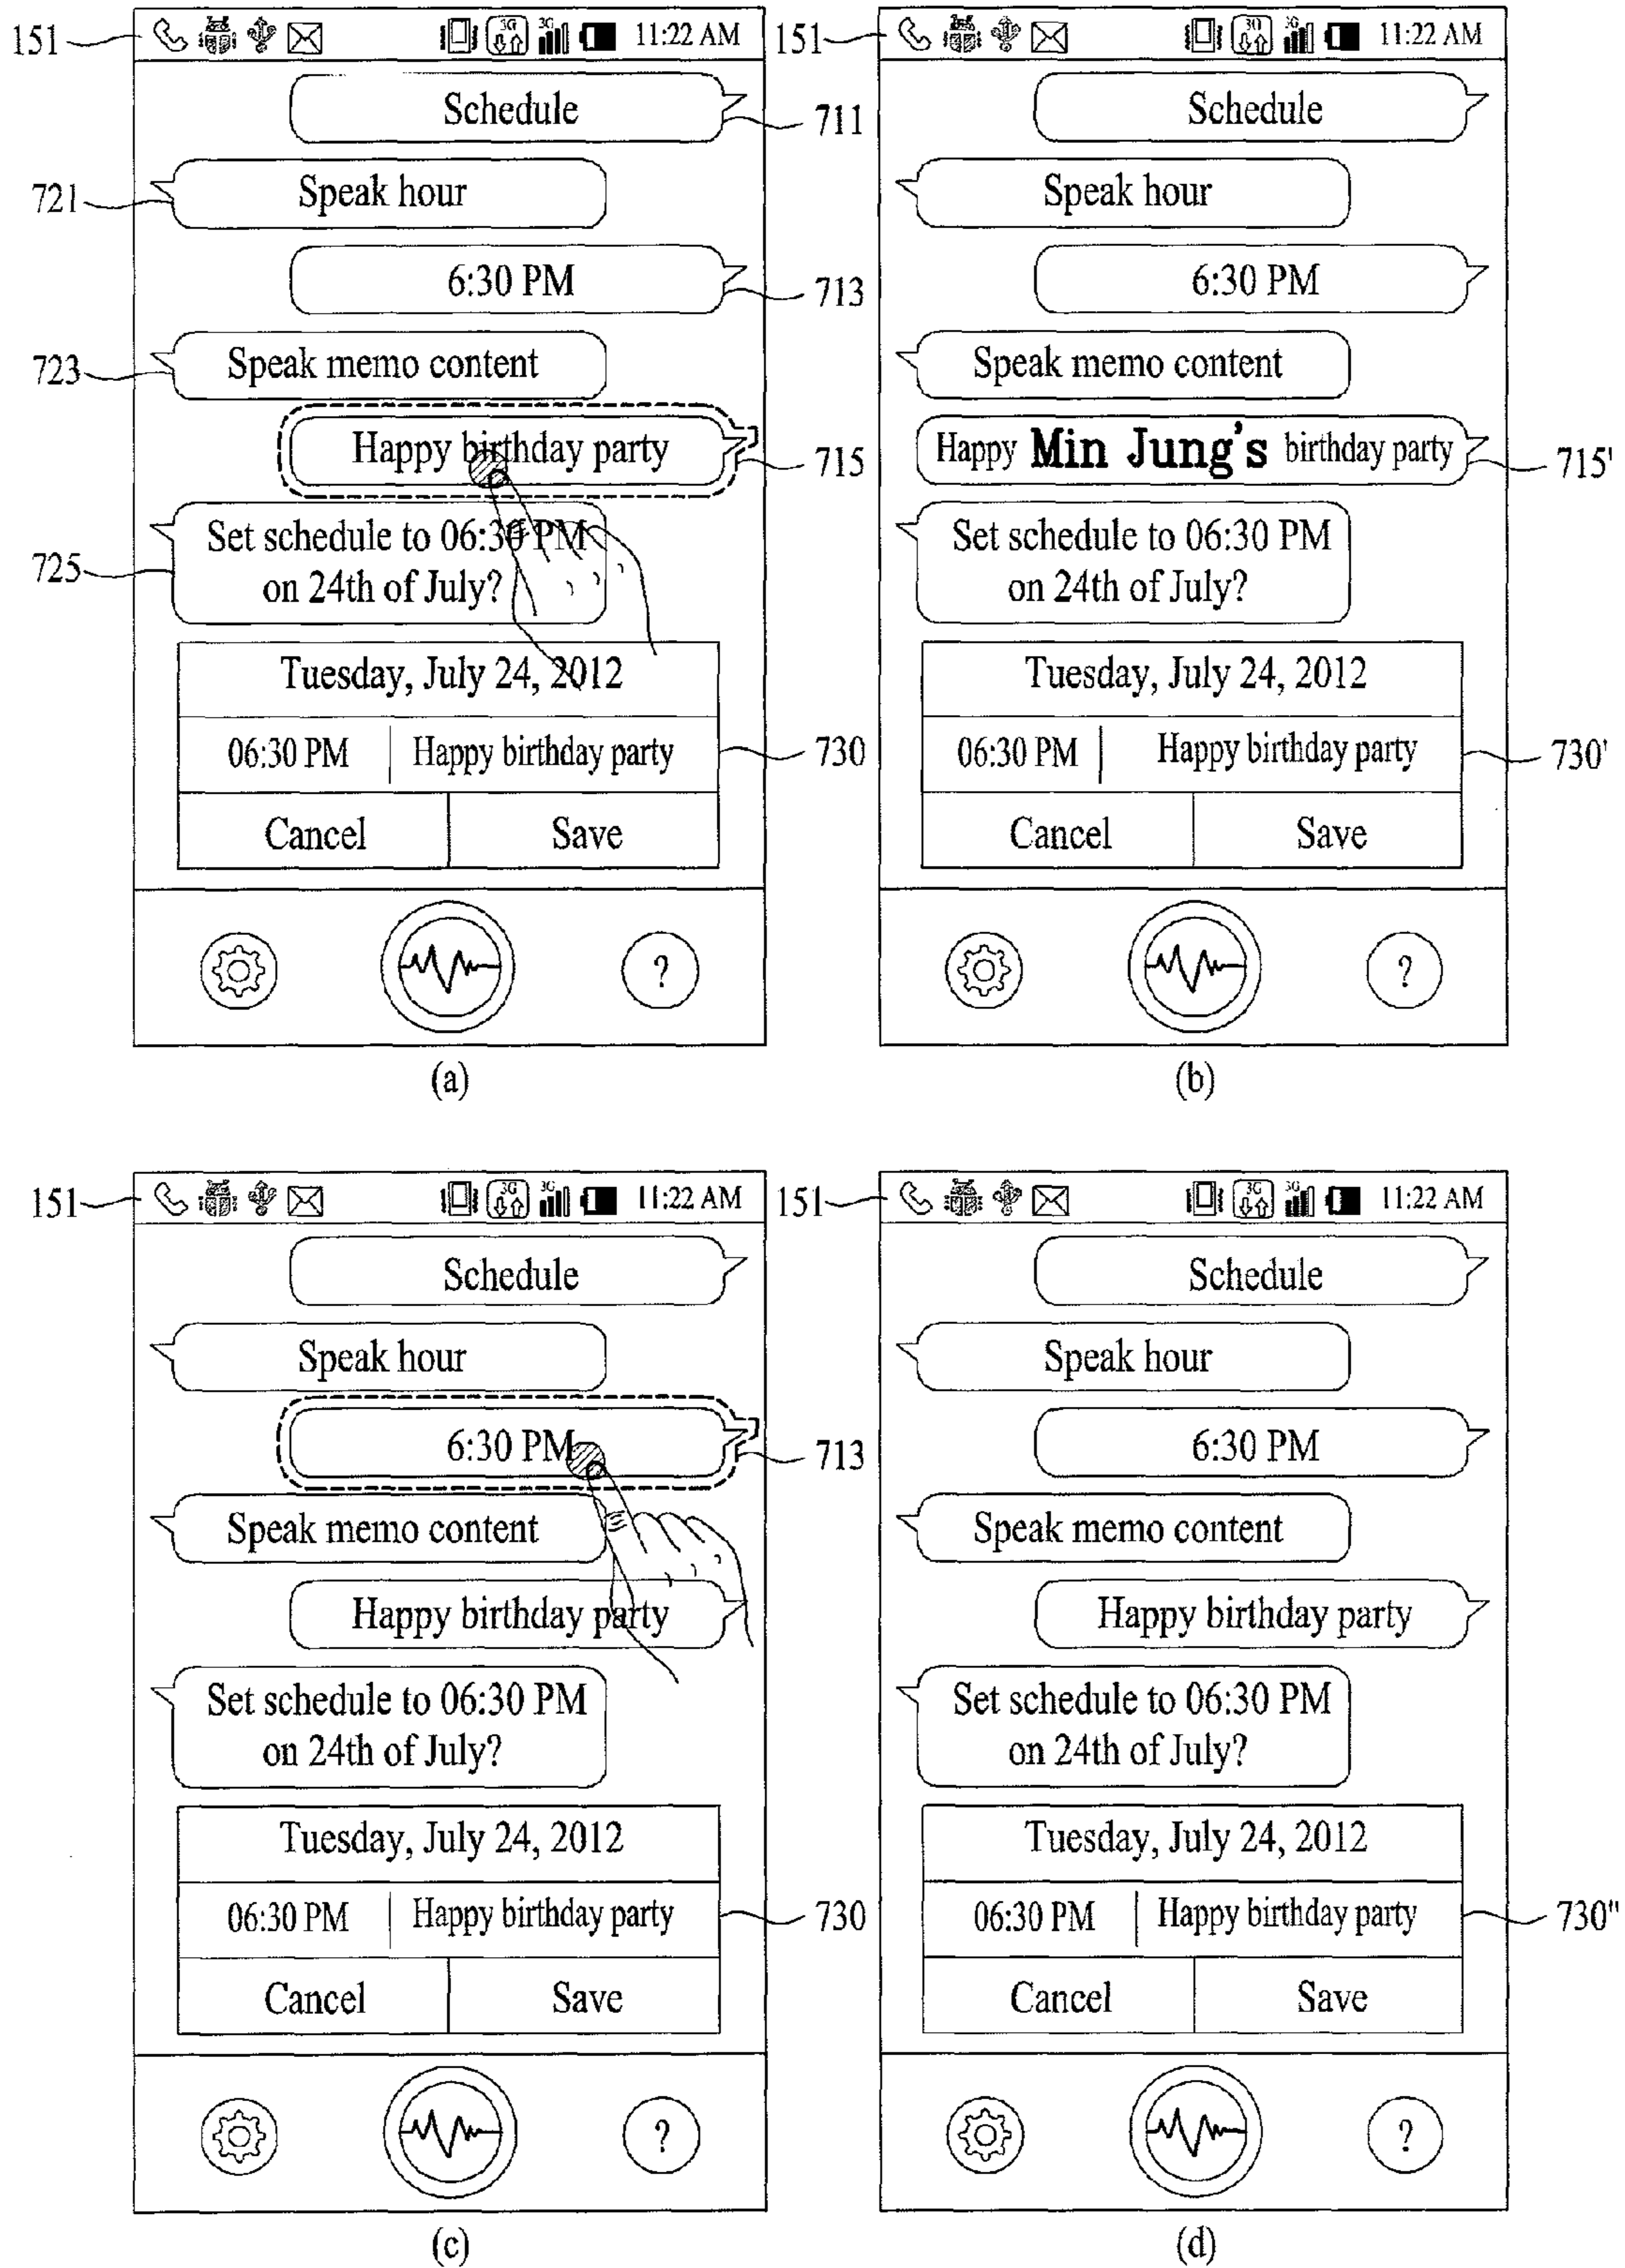 151
3G
3G
11:22 AM
Schedule
711
721
Speak hour
6:30 PM
713
723
Speak memo content
Happy birthday party
715
725
Set schedule to 06:30 PM
on 24th of July?
Tuesday, July 24, 2012
06:30 PM
Happy birthday party
730
Cancel
Save
?
(a)
151
3G
3G
11:22 AM
Schedule
Speak hour
6:30 PM
Speak memo content
Happy Min Jung's birthday party
715'
Set schedule to 06:30 PM
on 24th of July?
Tuesday, July 24, 2012
06:30 PM
Happy birthday party
730'
Cancel
Save
?
(b)
151
3G
3G
11:22 AM
Schedule
Speak hour
6:30 PM
713
Speak memo content
Happy birthday party
Set schedule to 06:30 PM
on 24th of July?
Tuesday, July 24, 2012
06:30 PM
Happy birthday party
730
Cancel
Save
?
(c)
151
3G
3G
11:22 AM
Schedule
Speak hour
6:30 PM
Speak memo content
Happy birthday party
Set schedule to 06:30 PM
on 24th of July?
Tuesday, July 24, 2012
06:30 PM
Happy birthday party
730"
Cancel
Save
?
(d)